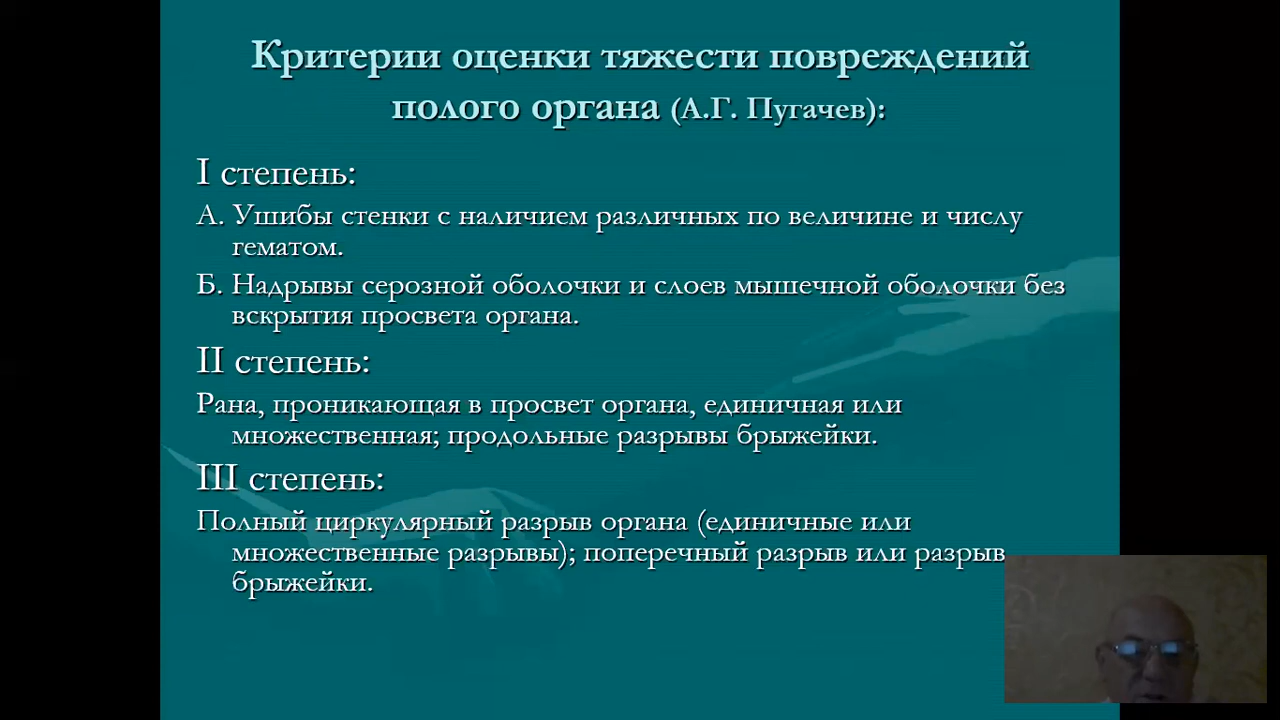 Критерии оценки тяжести повреждений
полого органа (А.Г. Пугачев):
I степень:
А. Ушибы стенки с наличием различных по величине и числу
гематом.
Б. Надрывы серозной оболочки и слоев мышечной оболочки без
вскрытия просвета органа.
II степень:
Рана, проникающая в просвет органа, единичная или
множественная; продольные разрывы брыжейки.
III степень:
Полный циркулярный разрыв органа (единичные или
множественные разрывы); поперечный разрыв или разрыв
брыжейки.